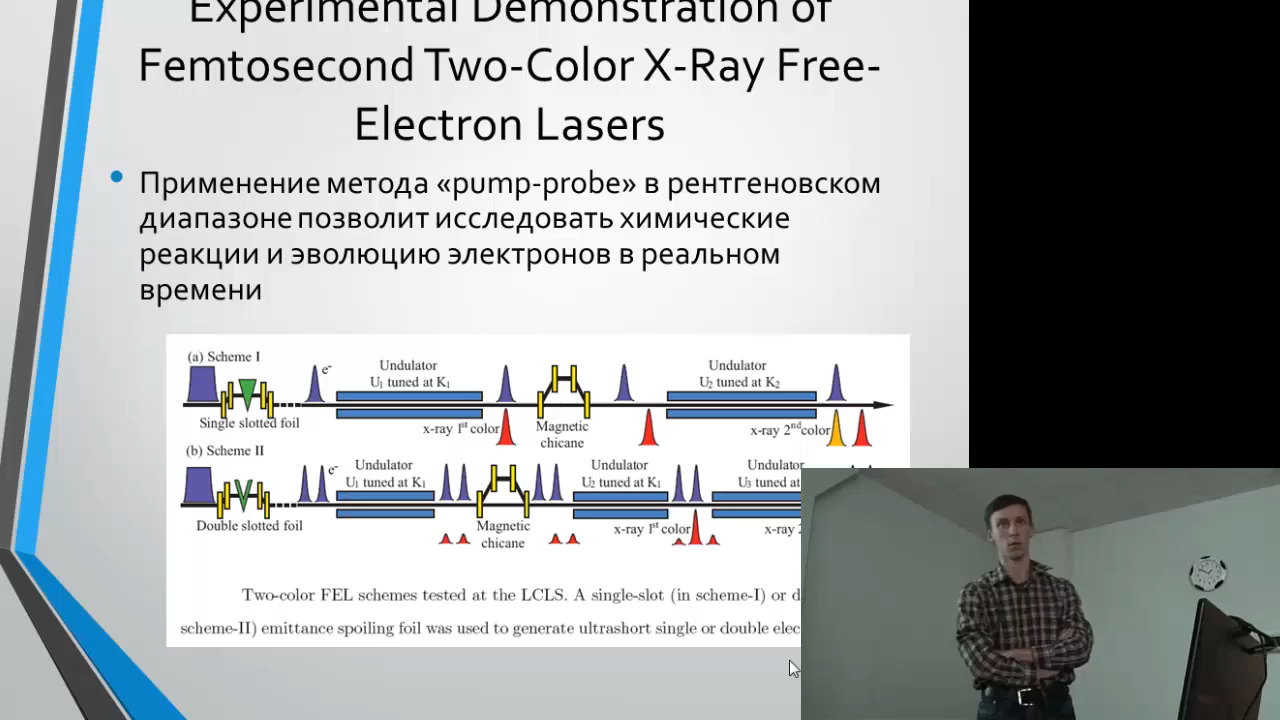 Experimental Demonstration of
Femtosecond Two-Color X-Ray Free-
Electron Lasers
Применение метода «pump-probe» в рентгеновском
диапазоне позволит исследовать химические
реакции и эволюцию электронов в реальном
времени
(a) Scheme I
e-
Undulator
U1 tuned at K1
Undulator
U2 tuned at K2
Single slotted foil
x-ray 1st color
Magnetic
chicane
x-ray 2nd color
(b) Scheme II
e-
Undulator
U1 tuned at K1
Undulator
U2 tuned at K1
Undulator
U3 tuned at
Double slotted foil
Magnetic
chicane
x-ray 1st color
x-ray 2
Two-color FEL schemes tested at the LCLS. A single-slot (in scheme-I) or d
scheme-II) emittance spoiling foil was used to generate ultrashort single or double elec